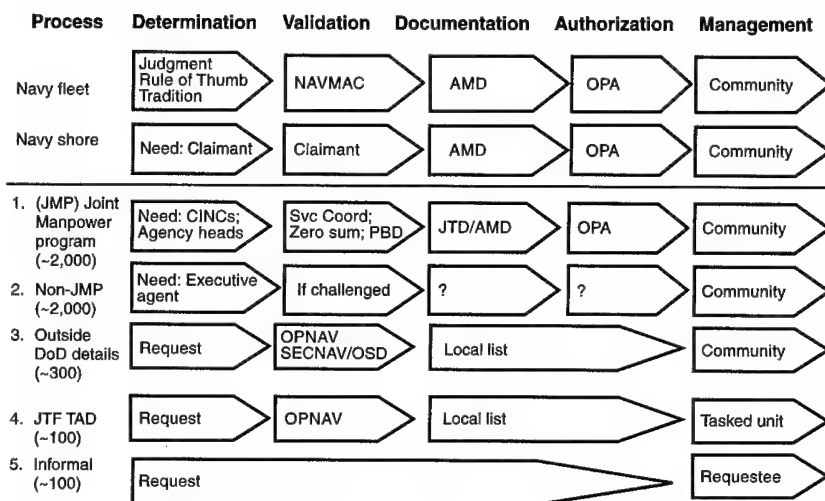 Process Determination Validation Documentation Authorization Management
Judgment
Rule of Thumb
Tradition
Navy fleet NAVMAC AMD OPA Community
Navy shore Need: Claimant Claimant AMD OPA Community
1. (JMP) Joint
Manpower
program
(~2,000)
Need: CINCs;
Agency heads
Svc Coord;
Zero sum; PBD
JTD/AMD OPA Community
2. Non-JMP
(~2,000)
Need: Executive
agent
If challenged ? ? Community
3. Outside
DoD details
(~300)
Request
OPNAV
SECNAV/OSD
Local list Community
4. JTF TAD
(~100)
Request OPNAV Local list Tasked unit
5. Informal
(~100)
Request Requestee